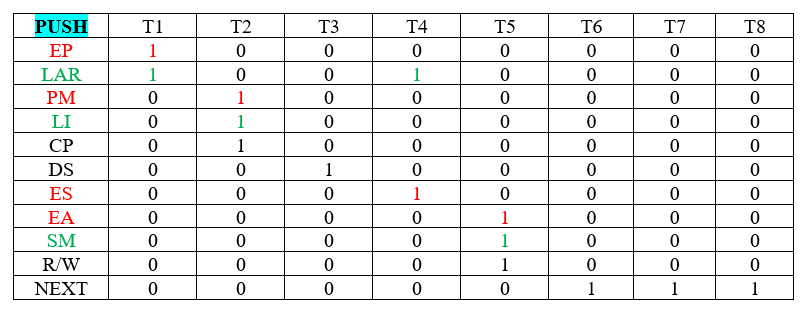 PUSH T1 T2 T3 T4 T5 T6 T7 T8
EP 1 0 0 0 0 0 0 0
LAR 1 0 0 1 0 0 0 0
PM 0 1 0 0 0 0 0 0
LI 0 1 0 0 0 0 0 0
CP 0 1 0 0 0 0 0 0
DS 0 0 1 0 0 0 0 0
ES 0 0 0 1 0 0 0 0
EA 0 0 0 0 1 0 0 0
SM 0 0 0 0 1 0 0 0
R/W 0 0 0 0 1 0 0 0
NEXT 0 0 0 0 0 1 1 1